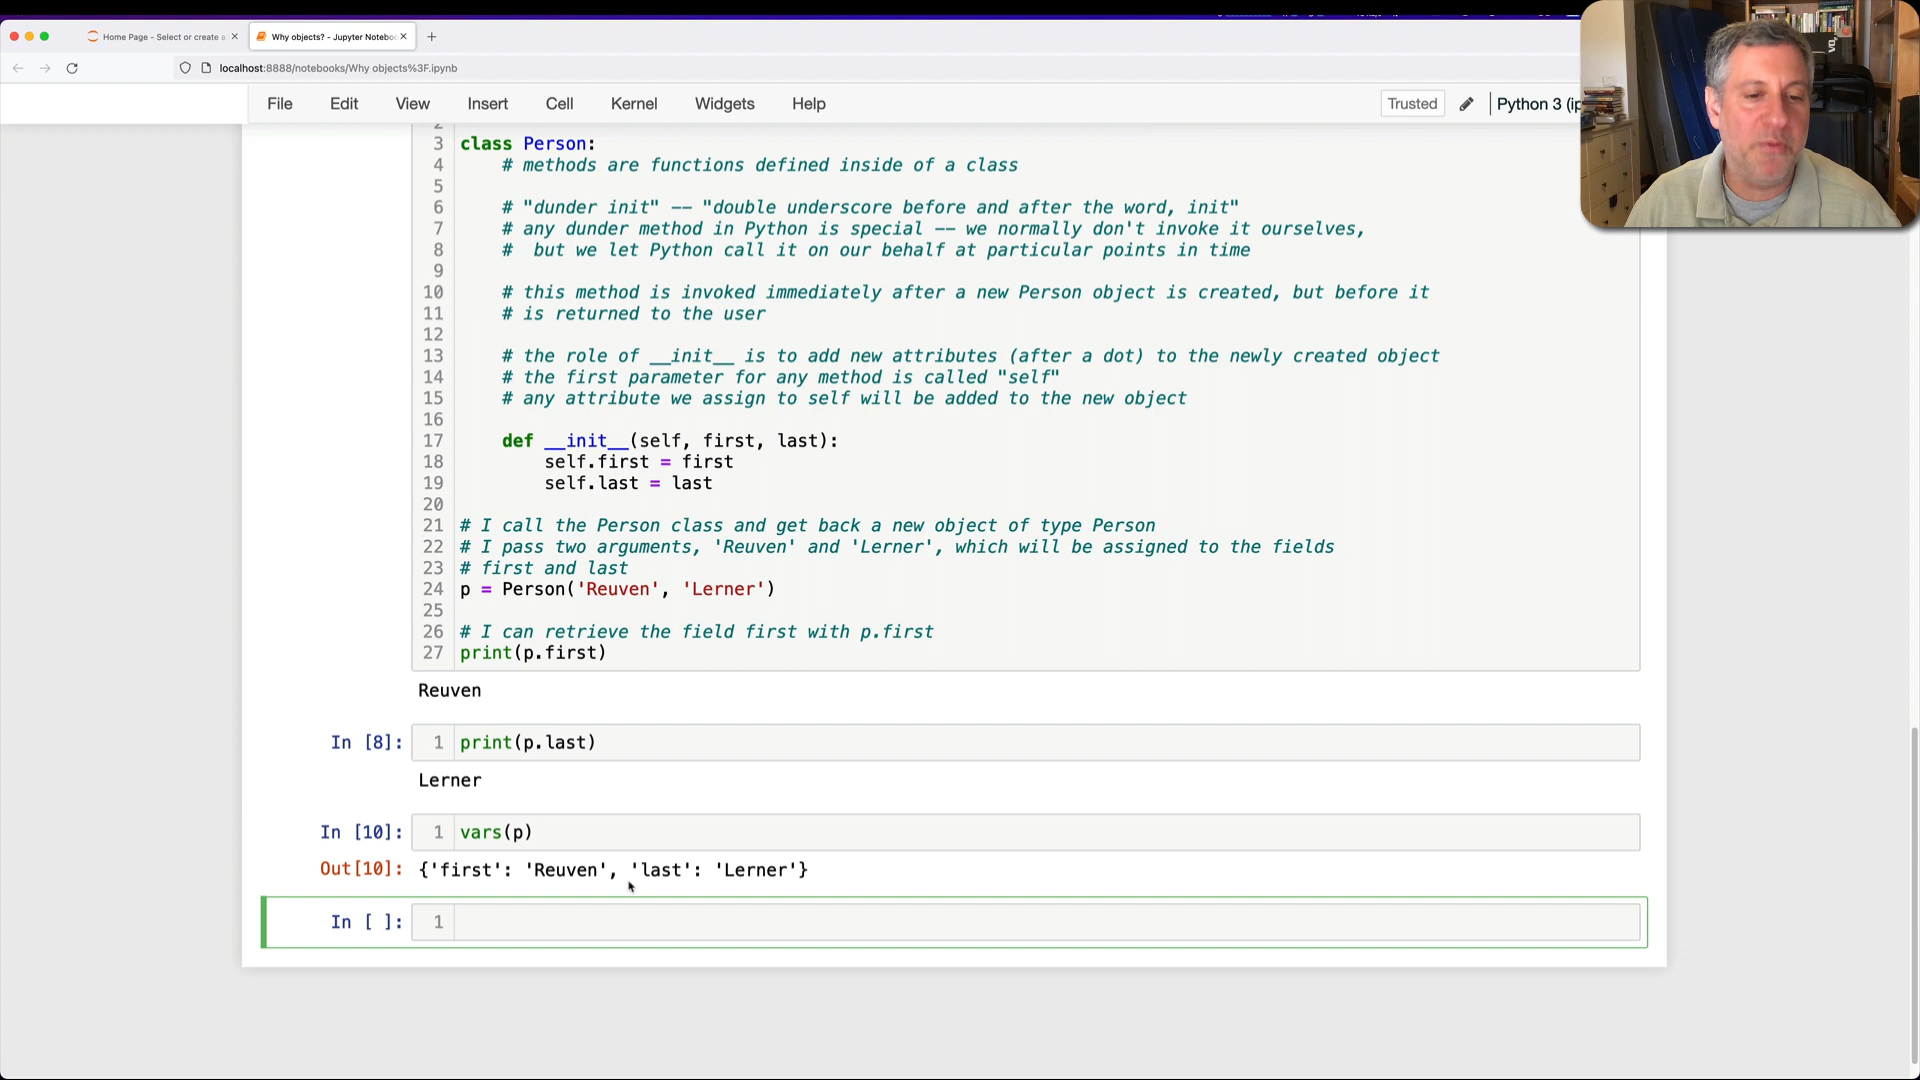 Home Page - Select or create a
Why objects? - Jupyter Noteboo
localhost:8888/notebooks/Why objects%3F.ipynb
File Edit View Insert Cell Kernel Widgets Help
Trusted
Python 3 (ip
2
3 class Person:
4 # methods are functions defined inside of a class
5
6 # "dunder init" -- "double underscore before and after the word, init"
7 # any dunder method in Python is special -- we normally don't invoke it ourselves,
8 #  but we let Python call it on our behalf at particular points in time
9
10 # this method is invoked immediately after a new Person object is created, but before it
11 # is returned to the user
12
13 # the role of __init__ is to add new attributes (after a dot) to the newly created object
14 # the first parameter for any method is called "self"
15 # any attribute we assign to self will be added to the new object
16
17 def __init__(self, first, last):
18 self.first = first
19 self.last = last
20
21 # I call the Person class and get back a new object of type Person
22 # I pass two arguments, 'Reuven' and 'Lerner', which will be assigned to the fields
23 # first and last
24 p = Person('Reuven', 'Lerner')
25
26 # I can retrieve the field first with p.first
27 print(p.first)
Reuven
In [8]: 1 print(p.last)
Lerner
In [10]: 1 vars(p)
Out[10]: {'first': 'Reuven', 'last': 'Lerner'}
In [ ]: 1